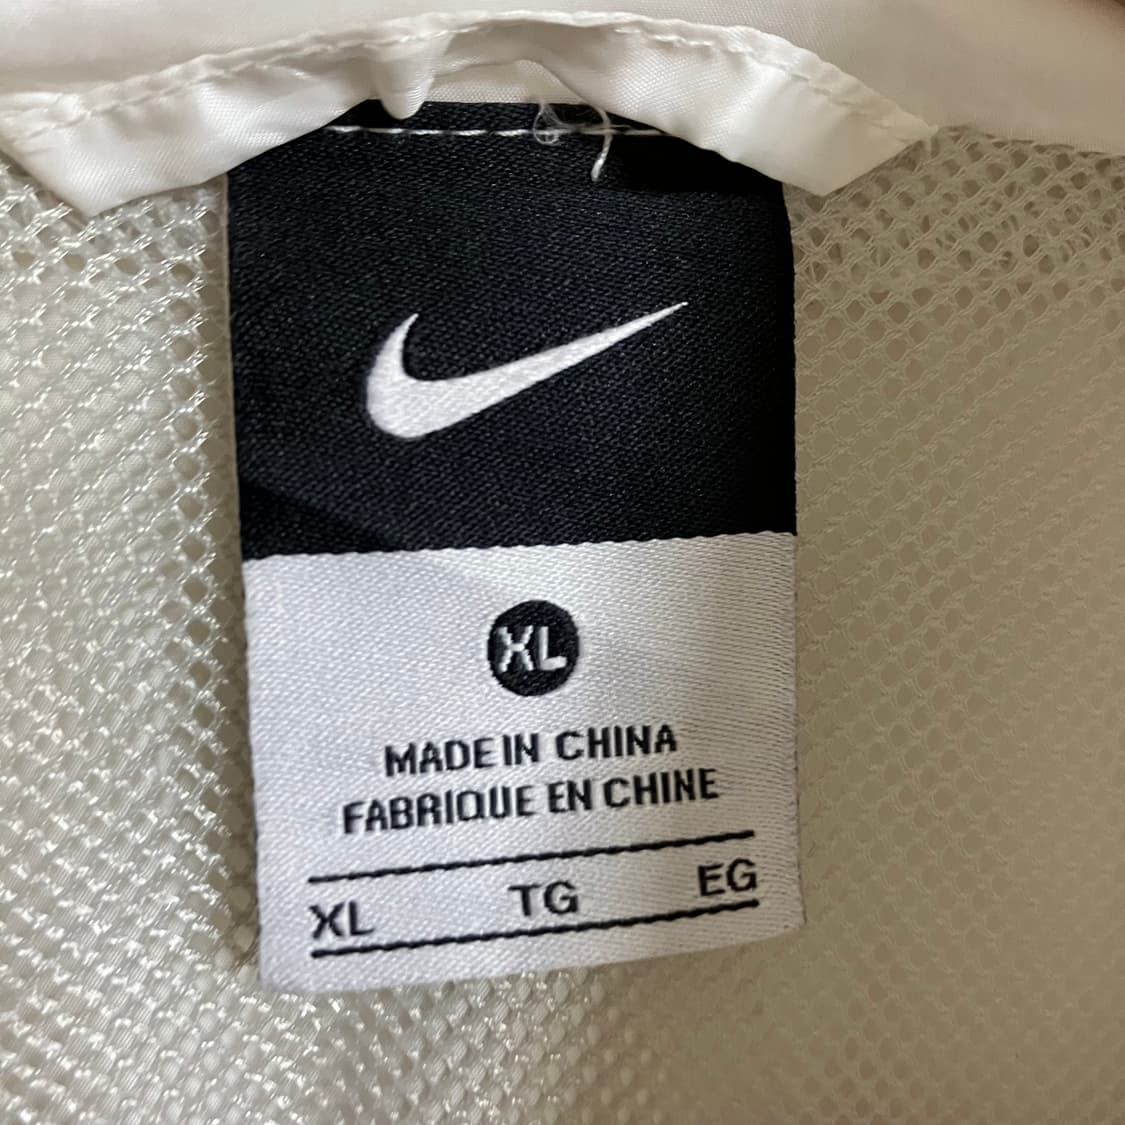 XL
MADE IN CHINA
FABRIQUE EN CHINE
XL TG EG